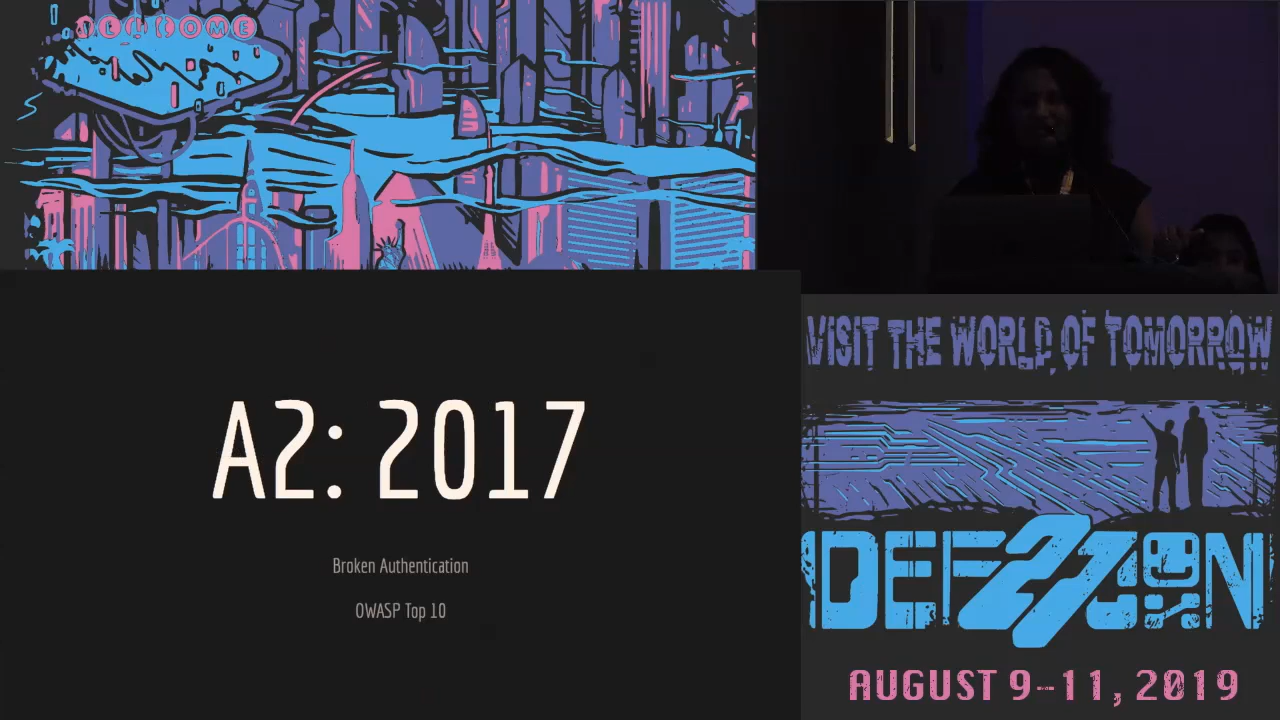 WELCOME
VISIT THE WORLD OF TOMORROW
A2: 2017
Broken Authentication
OWASP Top 10
DEF CON 27
AUGUST 9-11, 2019